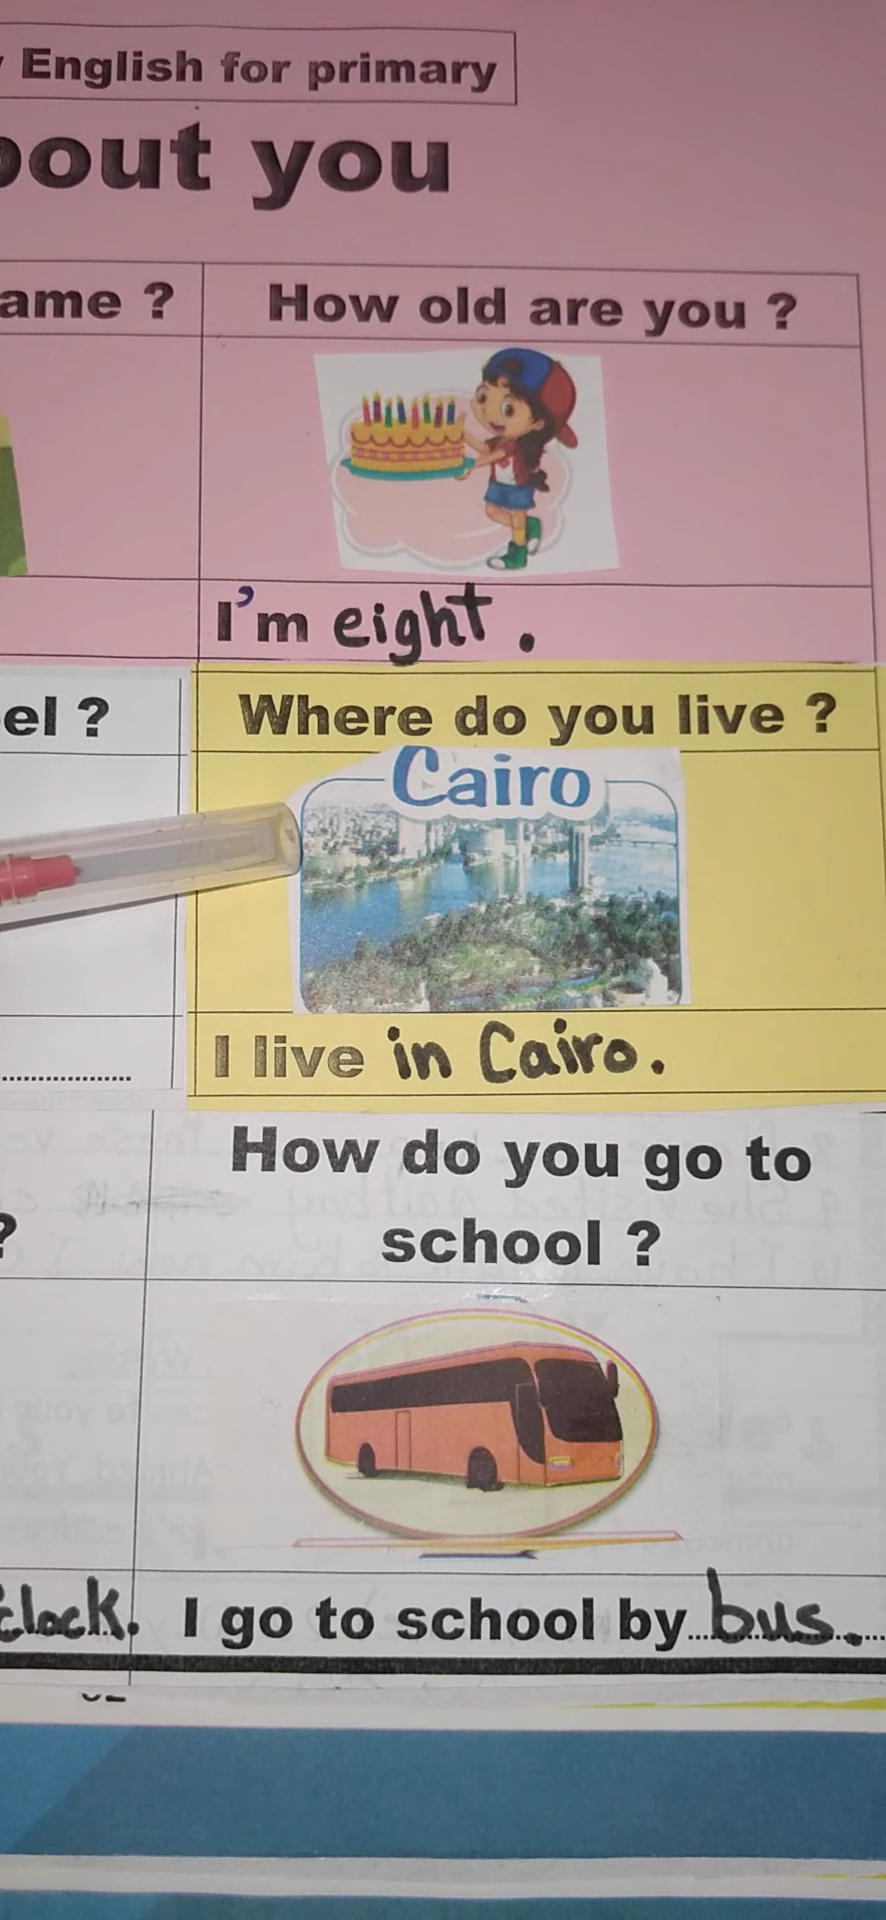 English for primary
bout you
ame ? How old are you ?
I'm eight .
el ? Where do you live ?
Cairo
I live in Cairo.
How do you go to
? school ?
clock. I go to school by bus.